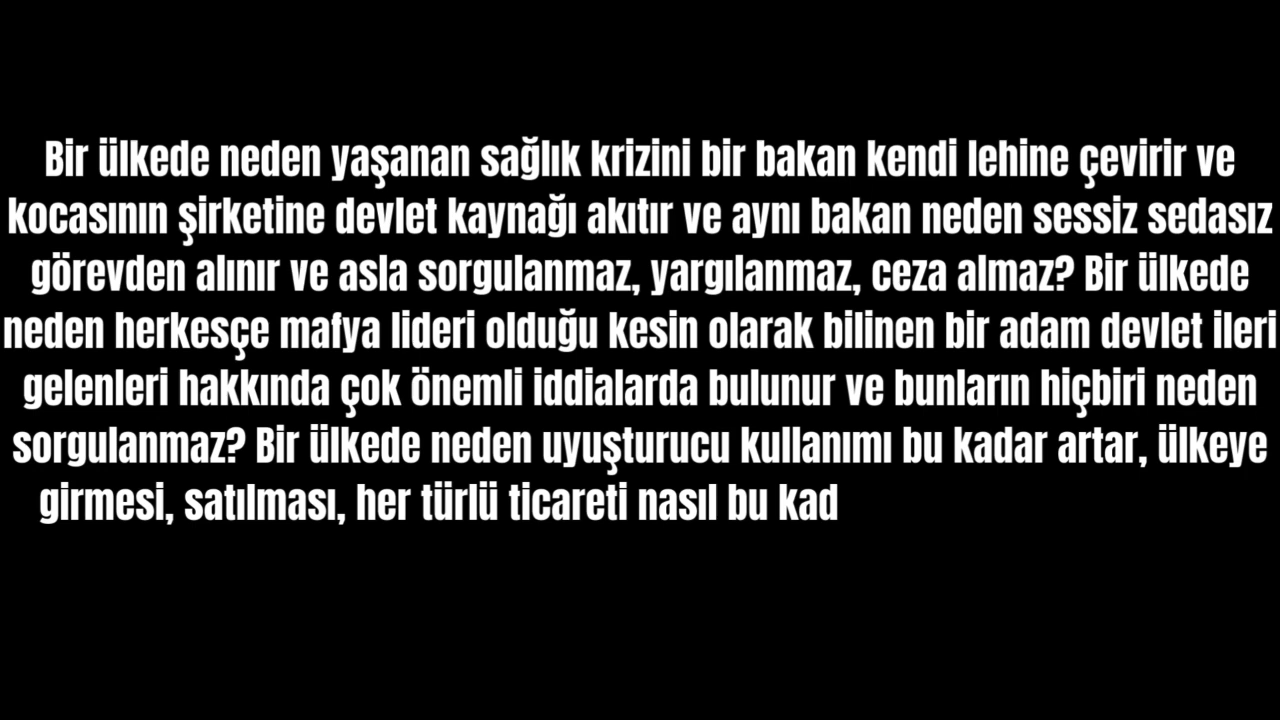 Bir ülkede neden yaşanan sağlık krizini bir bakan kendi lehine çevirir ve
kocasının şirketine devlet kaynağı akıtır ve aynı bakan neden sessiz sedasız
görevden alınır ve asla sorgulanmaz, yargılanmaz, ceza almaz? Bir ülkede
neden herkesçe mafya lideri olduğu kesin olarak bilinen bir adam devlet ileri
gelenleri hakkında çok önemli iddialarda bulunur ve bunların hiçbiri neden
sorgulanmaz? Bir ülkede neden uyuşturucu kullanımı bu kadar artar, ülkeye
girmesi, satılması, her türlü ticareti nasıl bu kad